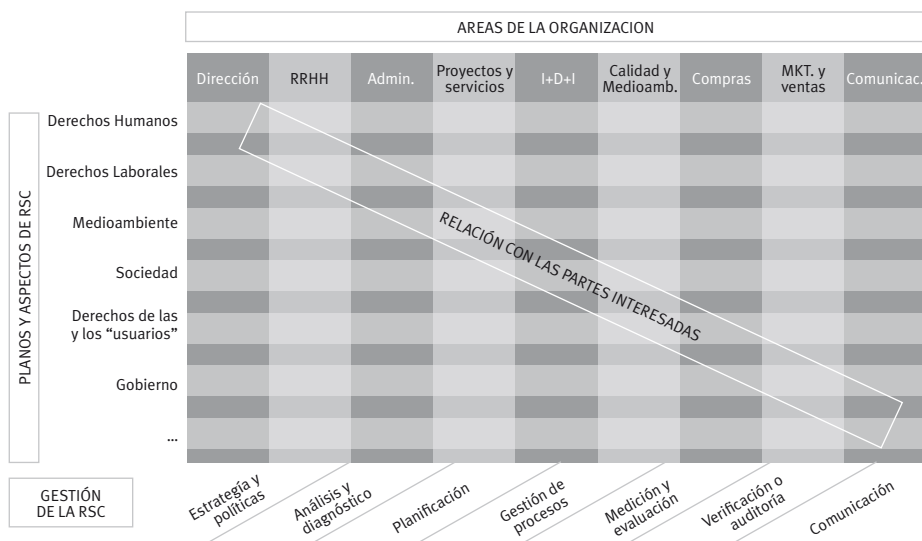 AREAS DE LA ORGANIZACION
Dirección
RRHH
Admin.
Proyectos y
servicios
I+D+I
Calidad y
Medioamb.
Compras
MKT. y
ventas
Comunicac.
PLANOS Y ASPECTOS DE RSC
Derechos Humanos
Derechos Laborales
Medioambiente
Sociedad
Derechos de las
y los “usuarios”
Gobierno
...
RELACIÓN CON LAS PARTES INTERESADAS
GESTIÓN
DE LA RSC
Estrategía y
políticas
Análisis y
diagnóstico
Planificación
Gestión de
procesos
Medición y
evaluación
Verificación o
auditoría
Comunicación